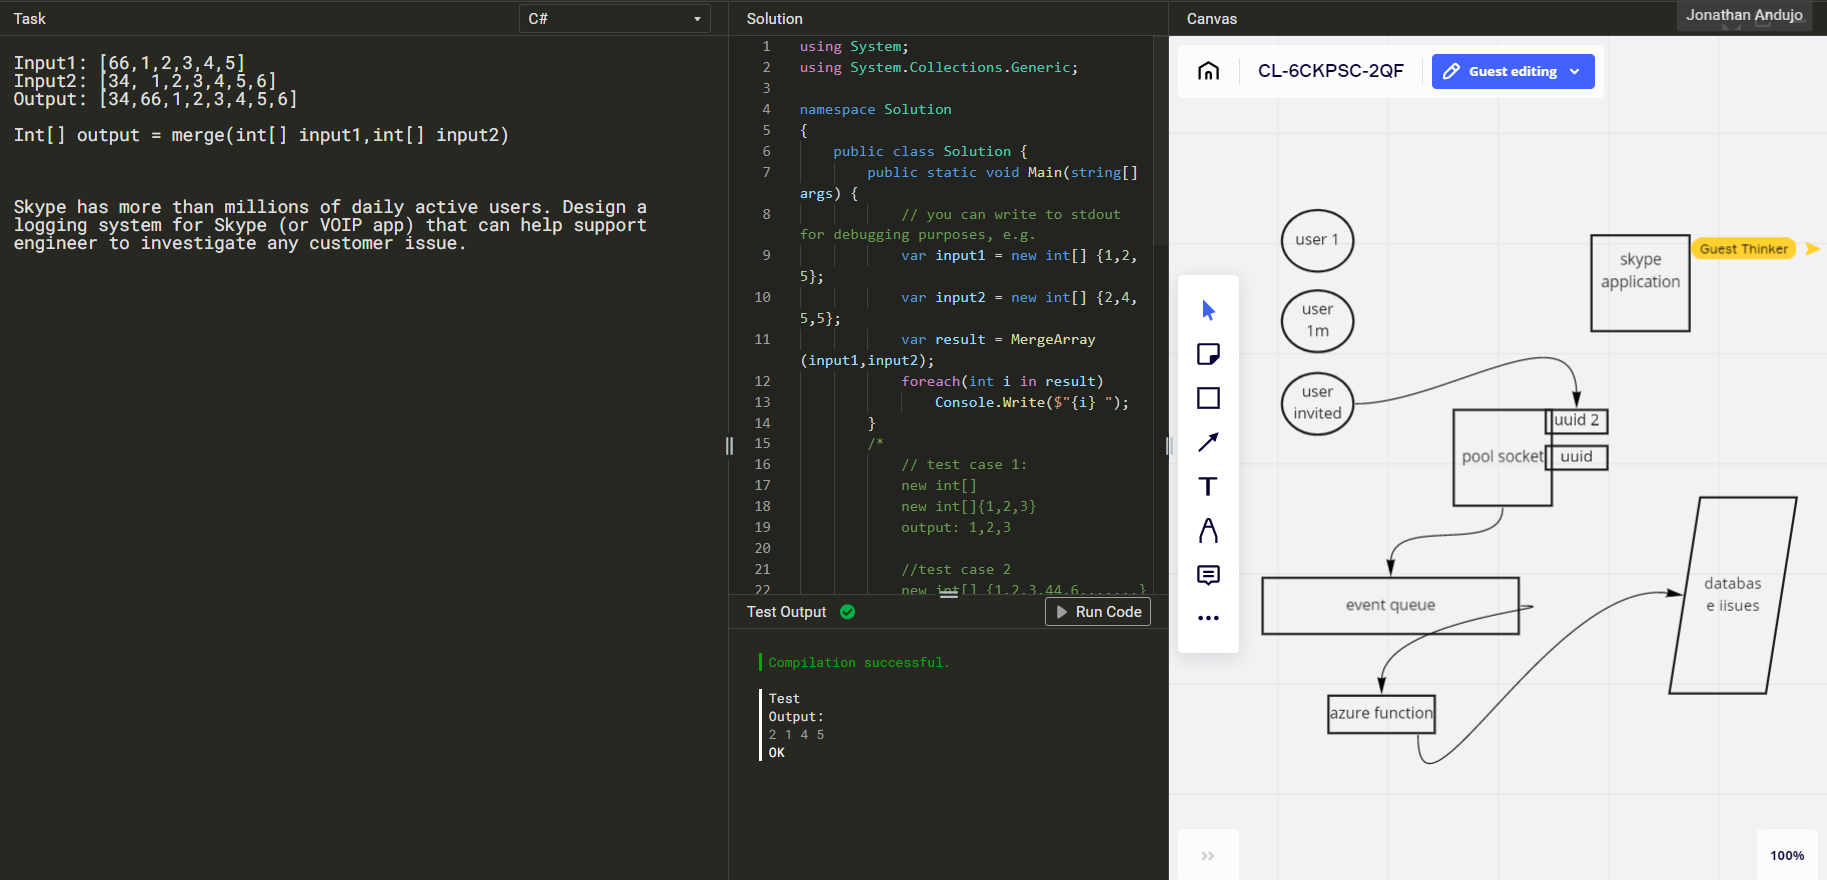 Task
C#
Input1: [66,1,2,3,4,5]
Input2: [34, 1,2,3,4,5,6]
Output: [34,66,1,2,3,4,5,6]
Int[] output = merge(int[] input1,int[] input2)
Skype has more than millions of daily active users. Design a
logging system for Skype (or VOIP app) that can help support
engineer to investigate any customer issue.
Solution
1 using System;
2 using System.Collections.Generic;
3
4 namespace Solution
5 {
6 public class Solution {
7 public static void Main(string[]
args) {
8 // you can write to stdout
for debugging purposes, e.g.
9 var input1 = new int[] {1,2,
5};
10 var input2 = new int[] {2,4,
5,5};
11 var result = MergeArray
(input1,input2);
12 foreach(int i in result)
13 Console.Write($"{i} ");
14 }
15 /*
16 // test case 1:
17 new int[]
18 new int[]{1,2,3}
19 output: 1,2,3
20
21 //test case 2
22 new int[] {1,2,3,44,6.......}
Test Output
Run Code
Compilation successful.
Test
Output:
2 1 4 5
OK
Canvas
Jonathan Andujo
CL-6CKPSC-2QF
Guest editing
user 1
user
1m
user
invited
skype
application
Guest Thinker
uuid 2
pool socket
uuid
event queue
azure function
databas
e iisues
100%